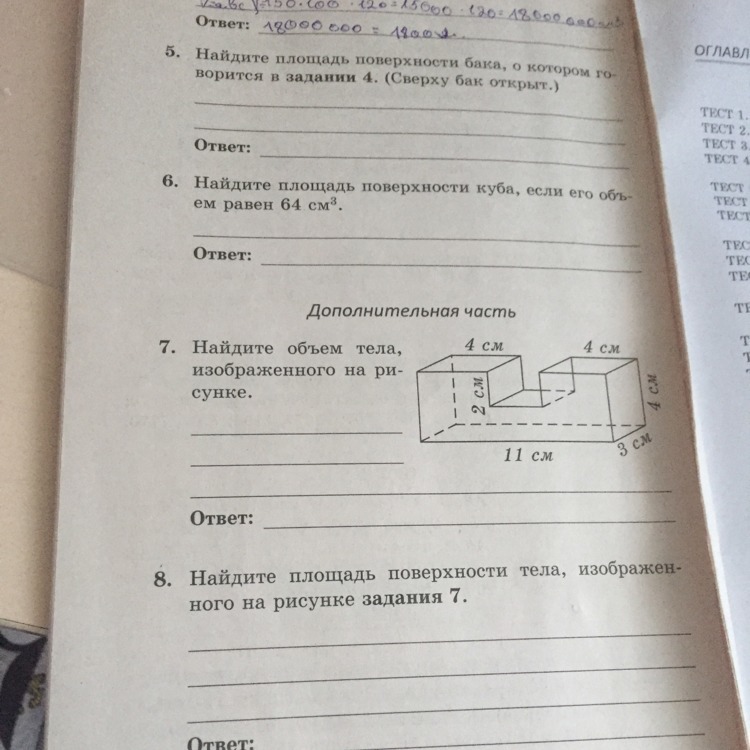 Ответ: 18000 000 = 1800
5. Найдите площадь поверхности бака, о котором го-
ворится в задании 4. (Сверху бак открыт.)
Ответ:
6. Найдите площадь поверхности куба, если его объ-
ем равен 64 см³.
Ответ:
Дополнительная часть
7. Найдите объем тела,
изображенного на ри-
сунке.
4 см
4 см
2 см
4 см
3 см
11 см
Ответ:
8. Найдите площадь поверхности тела, изображен-
ного на рисунке задания 7.
Ответ:
ОГЛАВЛ
ТЕСТ 1.
ТЕСТ 2.
ТЕСТ 3.
ТЕСТ 4
ТЕСТ
ТЕСТ
ТЕСТ